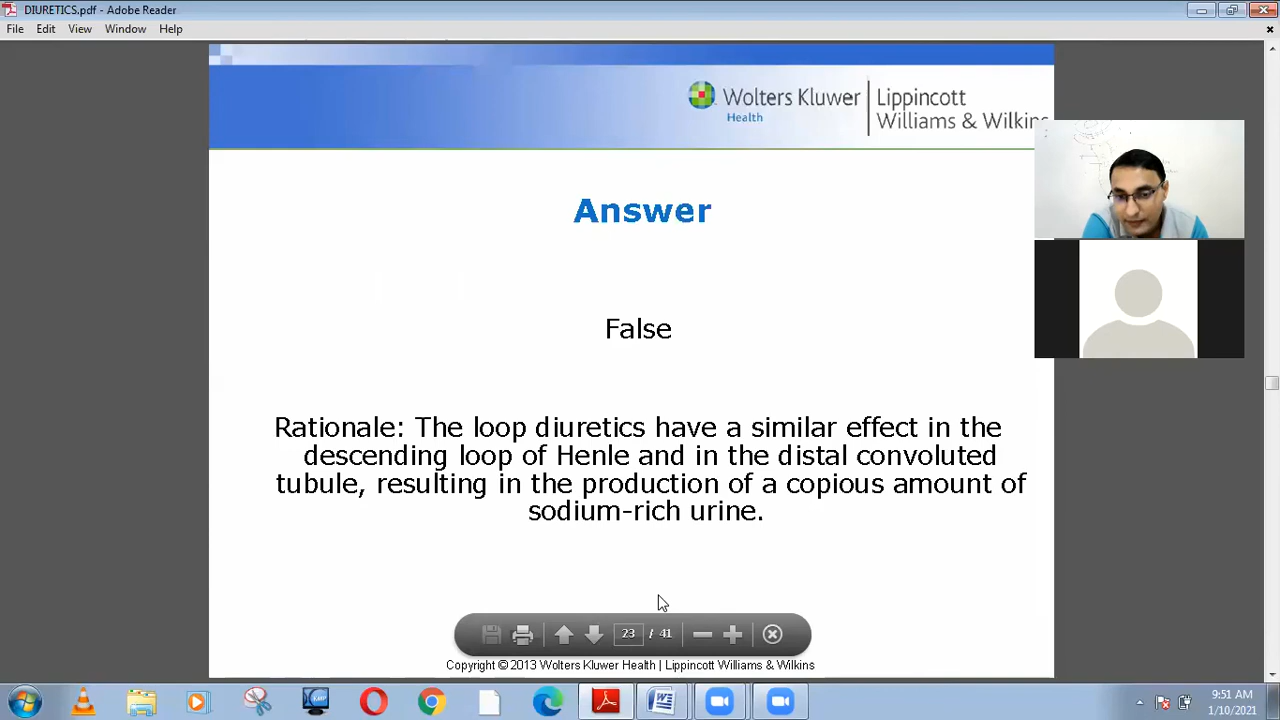 DIURETICS.pdf - Adobe Reader
File Edit View Window Help
Wolters Kluwer
Health
Lippincott
Williams & Wilkins
Answer
False
Rationale: The loop diuretics have a similar effect in the
descending loop of Henle and in the distal convoluted
tubule, resulting in the production of a copious amount of
sodium-rich urine.
23 / 41
Copyright © 2013 Wolters Kluwer Health | Lippincott Williams & Wilkins
9:51 AM
1/10/2021